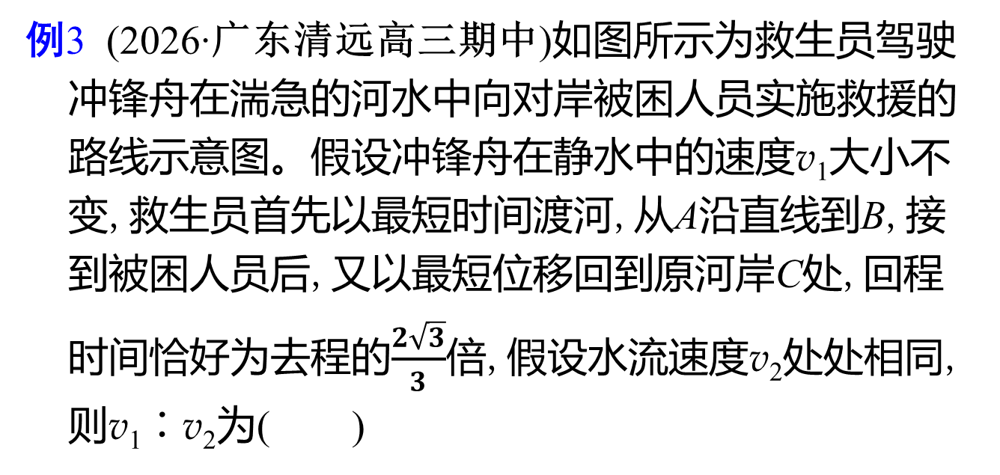 例3 (2026·广东清远高三期中)如图所示为救生员驾驶
冲锋舟在湍急的河水中向对岸被困人员实施救援的
路线示意图。假设冲锋舟在静水中的速度v₁大小不
变, 救生员首先以最短时间渡河, 从A沿直线到B, 接
到被困人员后, 又以最短位移回到原河岸C处, 回程
时间恰好为去程的2√3/3倍, 假设水流速度v₂处处相同,
则v₁∶v₂为(  )